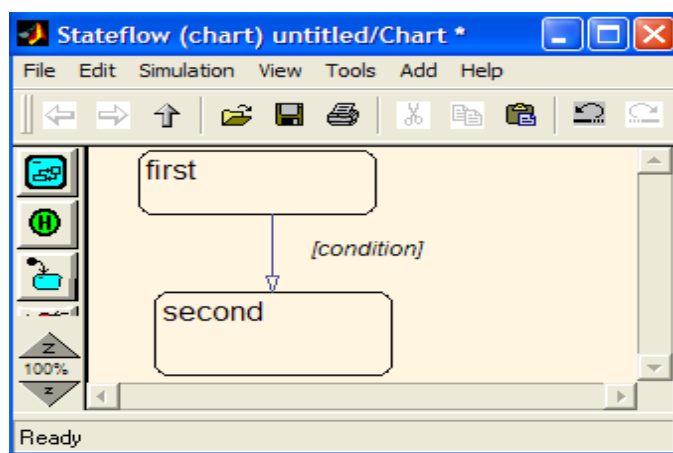 Stateflow (chart) untitled/Chart *
File Edit Simulation View Tools Add Help
first
H
[condition]
second
Z
100%
z
Ready